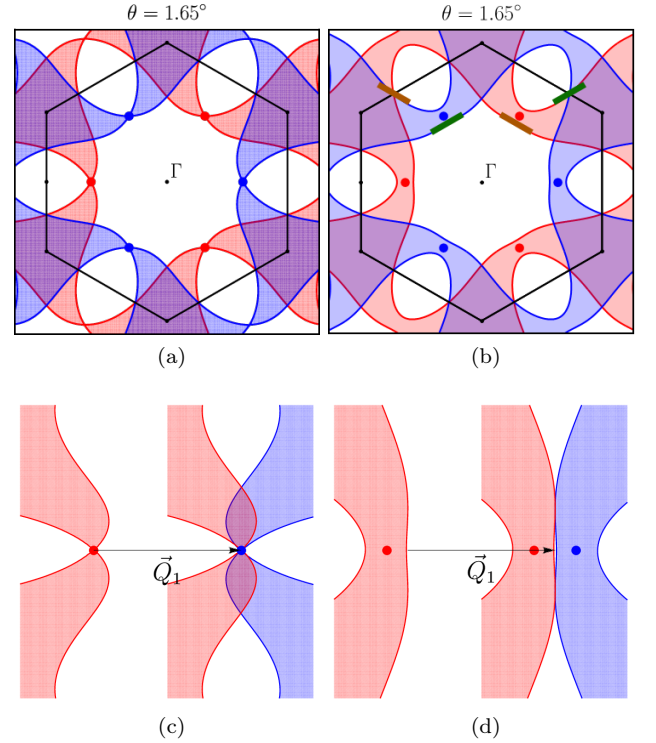 θ = 1.65° θ = 1.65°
Γ Γ
(a) (b)
Q⃗₁ Q⃗₁
(c) (d)